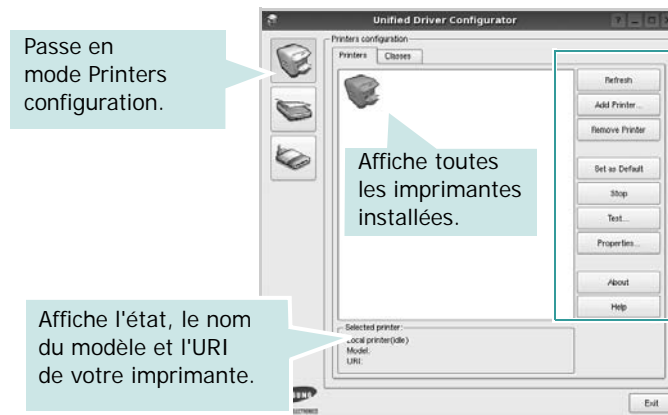 Unified Driver Configurator
Passe en
mode Printers
configuration.
Printers configuration
Printers
Classes
Refresh
Add Printer...
Remove Printer
Set as Default
Stop
Test...
Properties...
About
Help
Affiche toutes
les imprimantes
installées.
Affiche l'état, le nom
du modèle et l'URI
de votre imprimante.
Selected printer:
Local printer(idle)
Model:
URI:
ELECTRONICS
Exit